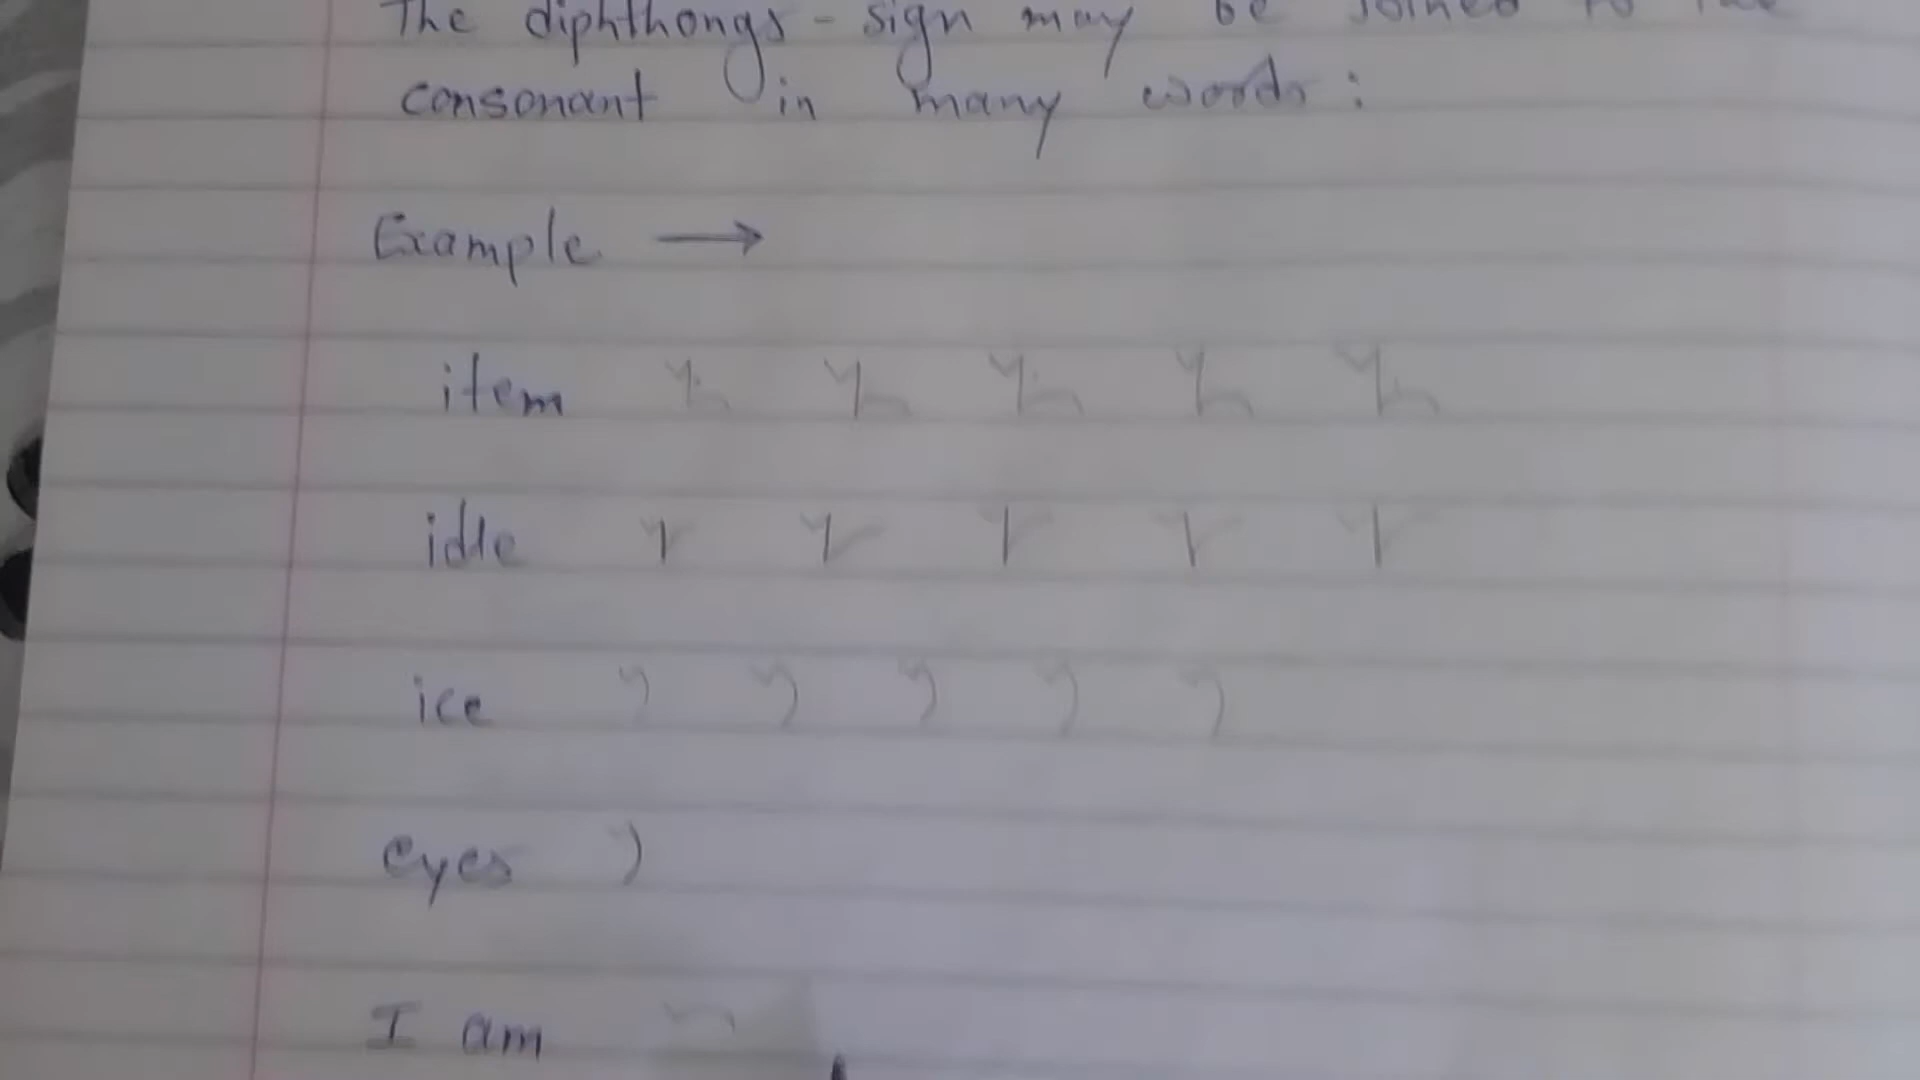 The diphthongs - sign may be joined to the
consonant in many words:
Example →
item
idle
ice
eyes
I am